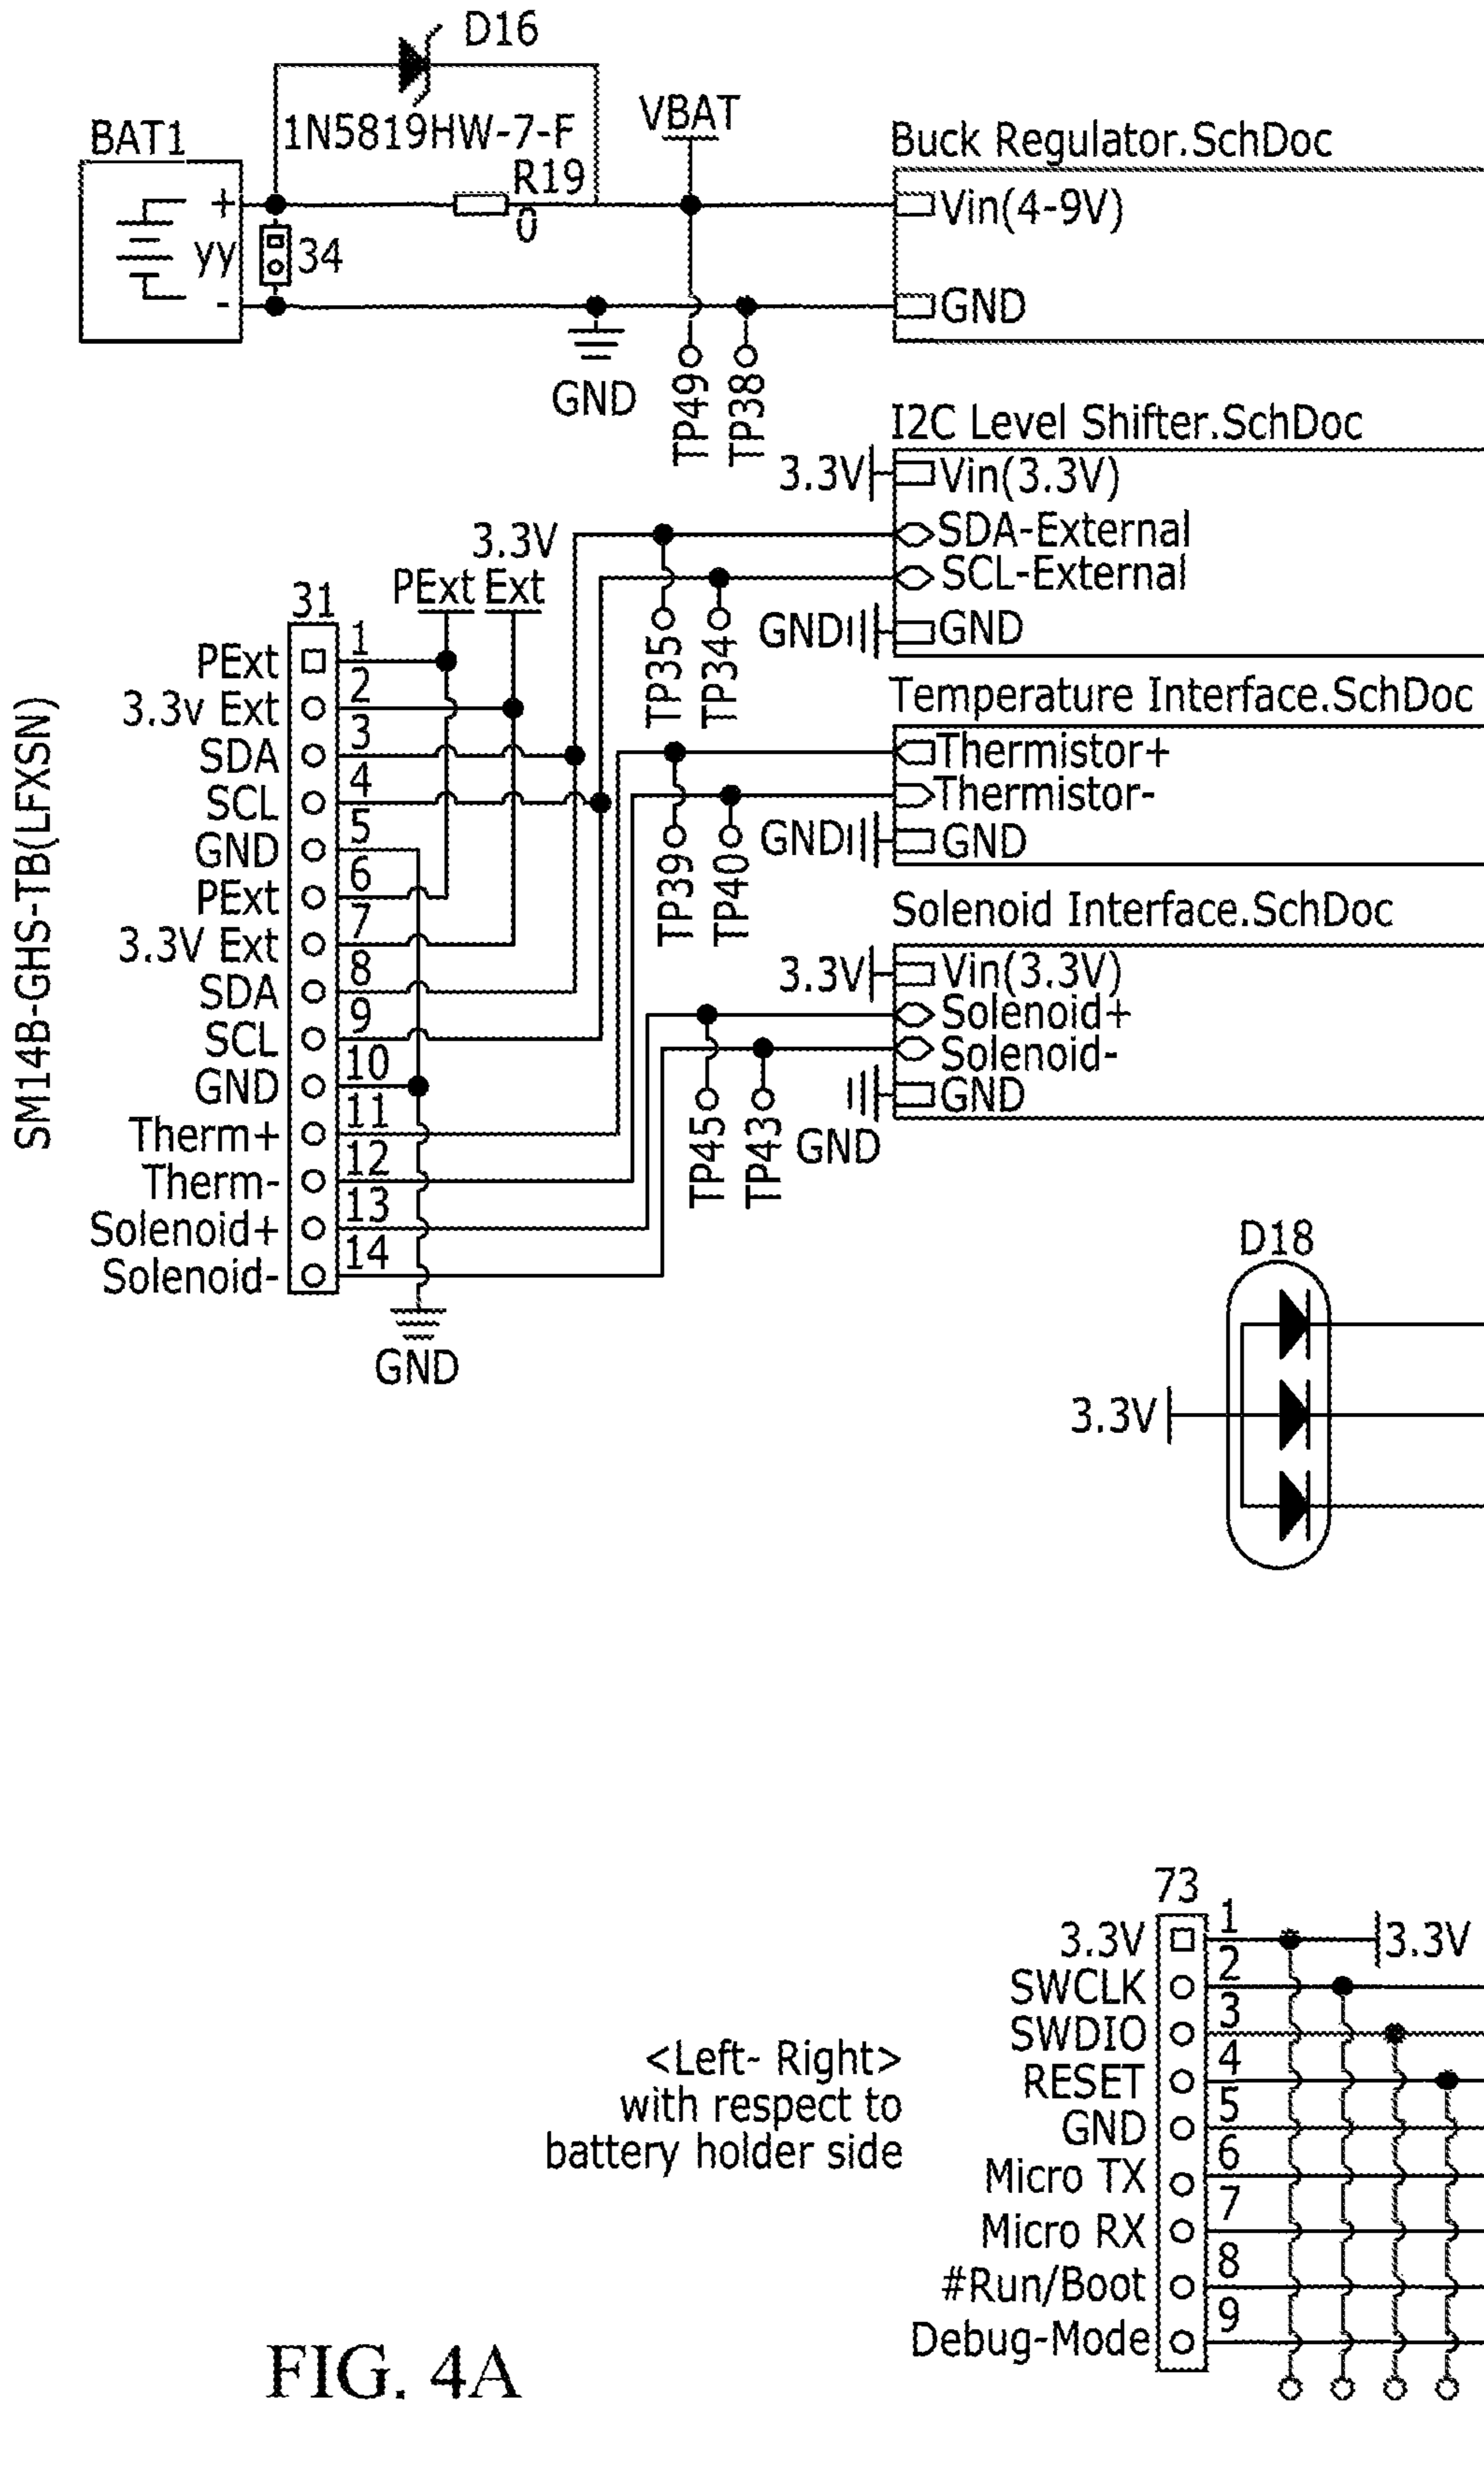 D16
1N5819HW-7-F
BAT1
+
yy
-
34
R19
0
VBAT
GND
TP49
TP38
Buck Regulator.SchDoc
Vin(4-9V)
GND
I2C Level Shifter.SchDoc
3.3V
Vin(3.3V)
SDA-External
SCL-External
GND
GND
TP35
TP34
3.3V
PExt Ext
31
SM14B-GHS-TB(LFXSN)
PExt 1
3.3v Ext 2
SDA 3
SCL 4
GND 5
PExt 6
3.3V Ext 7
SDA 8
SCL 9
GND 10
Therm+ 11
Therm- 12
Solenoid+ 13
Solenoid- 14
GND
Temperature Interface.SchDoc
Thermistor+
Thermistor-
GND
GND
TP39
TP40
Solenoid Interface.SchDoc
3.3V
Vin(3.3V)
Solenoid+
Solenoid-
GND
GND
TP45
TP43
D18
3.3V
73
3.3V 1 3.3V
SWCLK 2
SWDIO 3
RESET 4
GND 5
Micro TX 6
Micro RX 7
#Run/Boot 8
Debug-Mode 9
<Left- Right>
with respect to
battery holder side
FIG. 4A